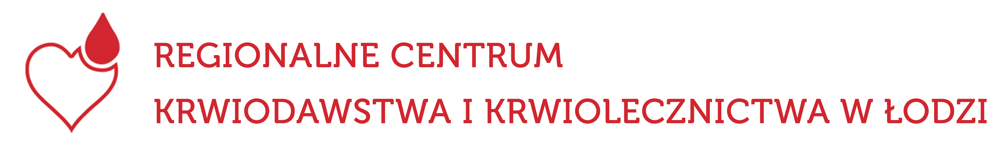 REGIONALNE CENTRUM
KRWIODAWSTWA I KRWIOLECZNICTWA W ŁODZI